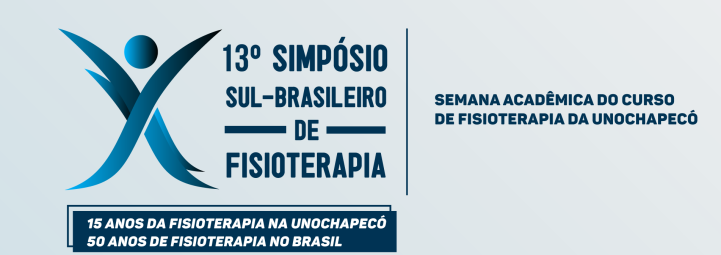 13º SIMPÓSIO
SUL-BRASILEIRO
DE
FISIOTERAPIA
SEMANA ACADÊMICA DO CURSO
DE FISIOTERAPIA DA UNOCHAPECÓ
15 ANOS DA FISIOTERAPIA NA UNOCHAPECÓ
50 ANOS DE FISIOTERAPIA NO BRASIL